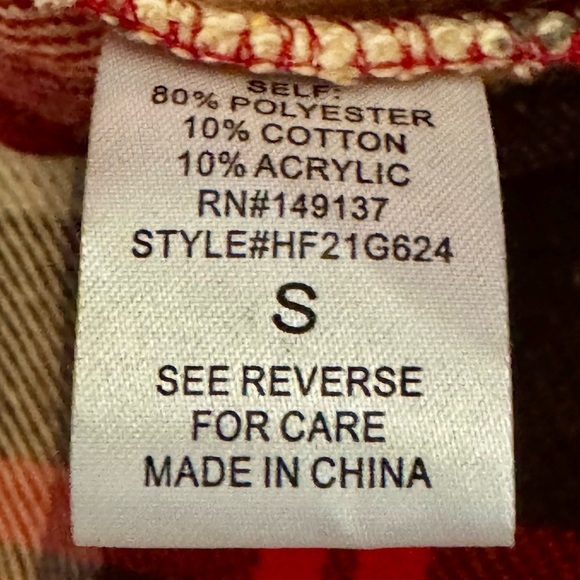 SELF:
80% POLYESTER
10% COTTON
10% ACRYLIC
RN#149137
STYLE#HF21G624
S
SEE REVERSE
FOR CARE
MADE IN CHINA